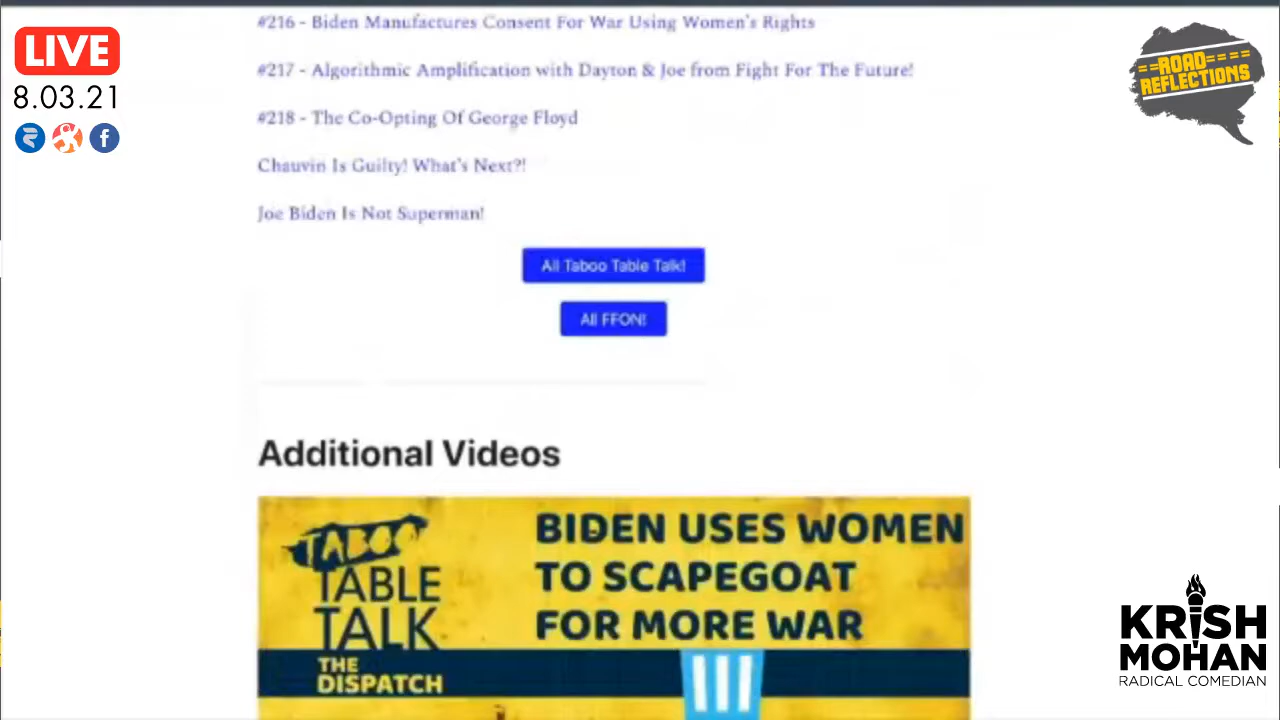 LIVE
8.03.21
#216 - Biden Manufactures Consent For War Using Women's Rights
#217 - Algorithmic Amplification with Dayton & Joe from Fight For The Future!
#218 - The Co-Opting Of George Floyd
Chauvin Is Guilty! What's Next?!
Joe Biden Is Not Superman!
All Taboo Table Talk!
All FFON!
Additional Videos
TABOO
TABLE
TALK
THE
DISPATCH
BIDEN USES WOMEN
TO SCAPEGOAT
FOR MORE WAR
==ROAD====
REFLECTIONS
KRISH
MOHAN
RADICAL COMEDIAN